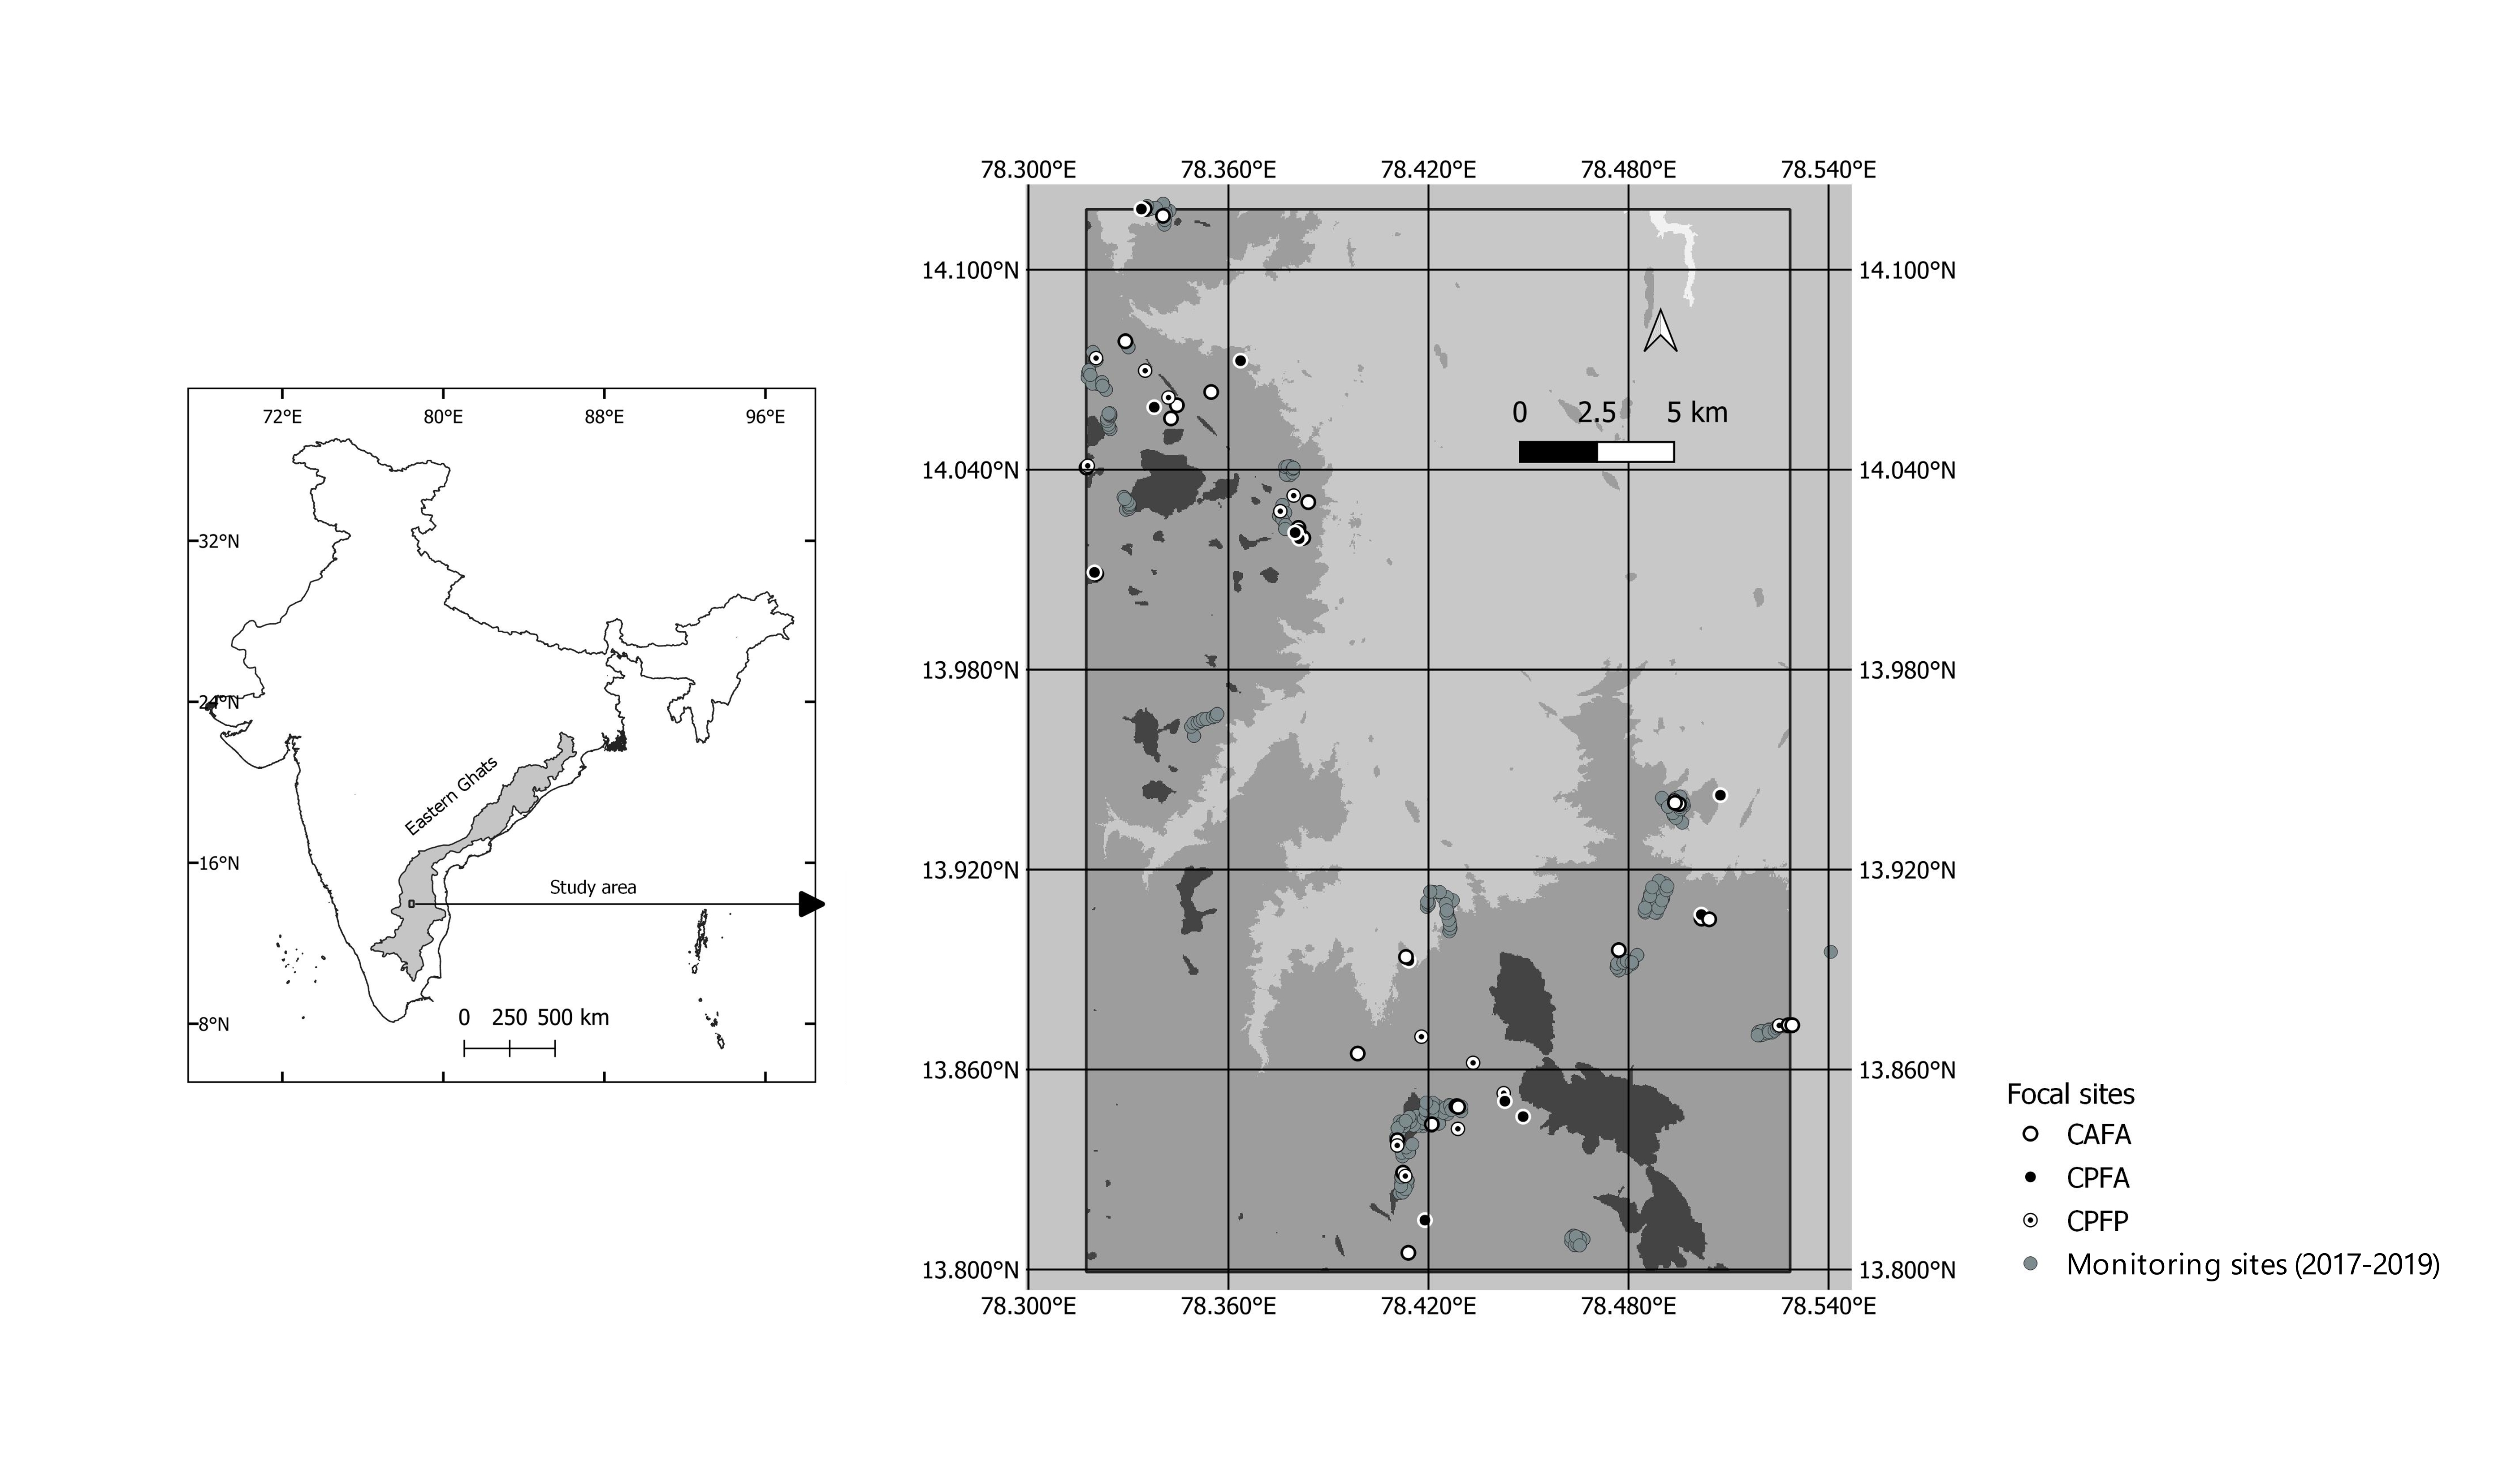 72°E 80°E 88°E 96°E
32°N
24°N
Eastern Ghats
16°N
Study area
0 250 500 km
8°N
78.300°E 78.360°E 78.420°E 78.480°E 78.540°E
14.100°N 14.100°N
0 2.5 5 km
14.040°N 14.040°N
13.980°N 13.980°N
13.920°N 13.920°N
13.860°N 13.860°N
13.800°N 13.800°N
78.300°E 78.360°E 78.420°E 78.480°E 78.540°E
Focal sites
CAFA
CPFA
CPFP
Monitoring sites (2017-2019)